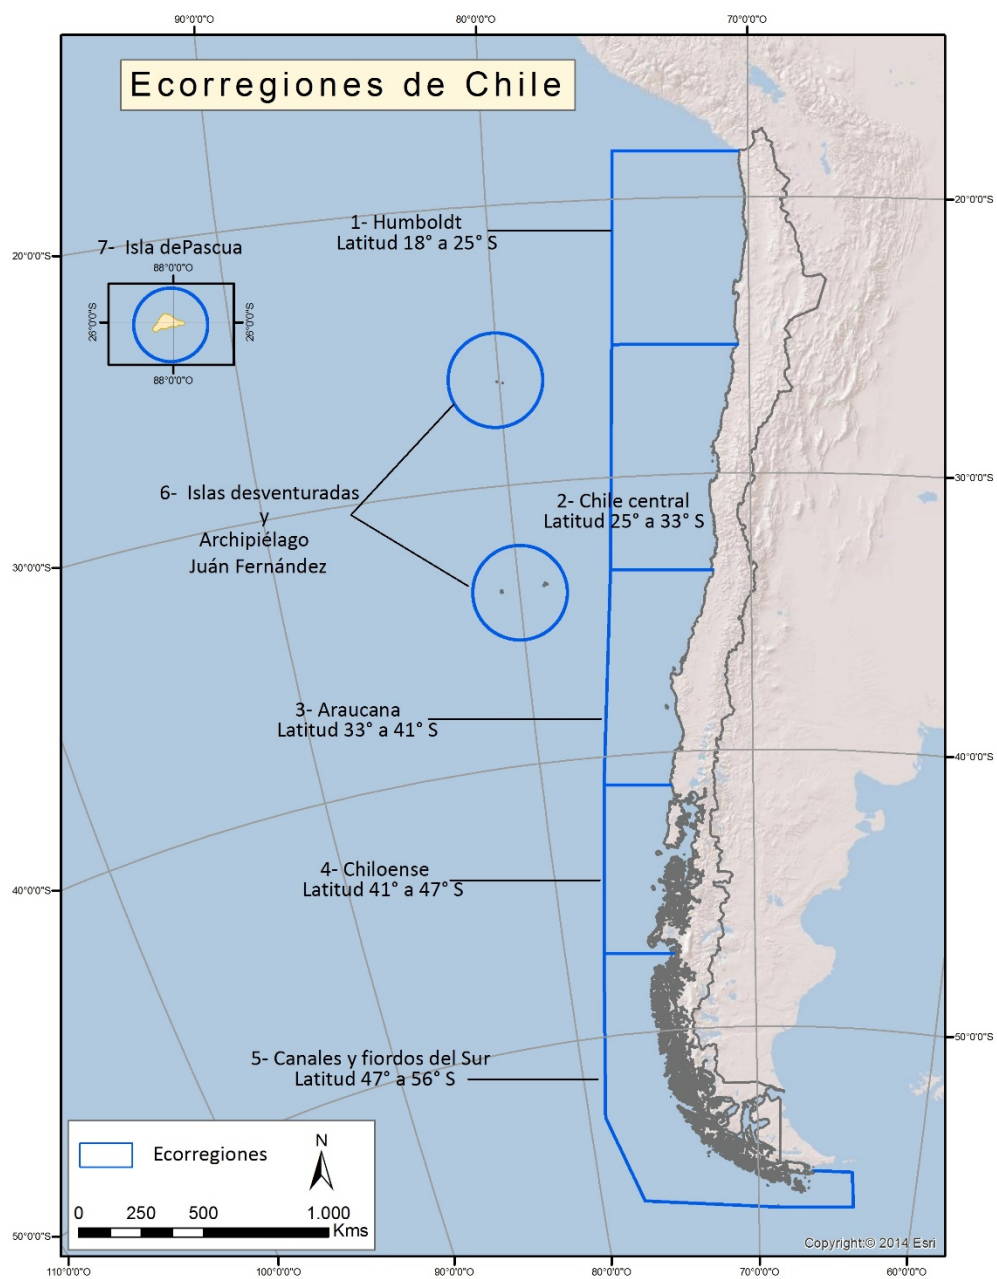 90°0'0"O
80°0'0"O
70°0'0"O
Ecorregiones de Chile
20°0'0"S
1- Humboldt
Latitud 18° a 25° S
7- Isla dePascua
20°0'0"S
88°0'0"O
26°0'0"S
26°0'0"S
88°0'0"O
30°0'0"S
6- Islas desventuradas
y
Archipiélago
Juán Fernández
2- Chile central
Latitud 25° a 33° S
30°0'0"S
3- Araucana
Latitud 33° a 41° S
40°0'0"S
4- Chiloense
Latitud 41° a 47° S
40°0'0"S
50°0'0"S
5- Canales y fiordos del Sur
Latitud 47° a 56° S
Ecorregiones
N
0 250 500 1.000
Kms
50°0'0"S
Copyright:© 2014 Esri
110°0'0"O
100°0'0"O
90°0'0"O
80°0'0"O
70°0'0"O
60°0'0"O